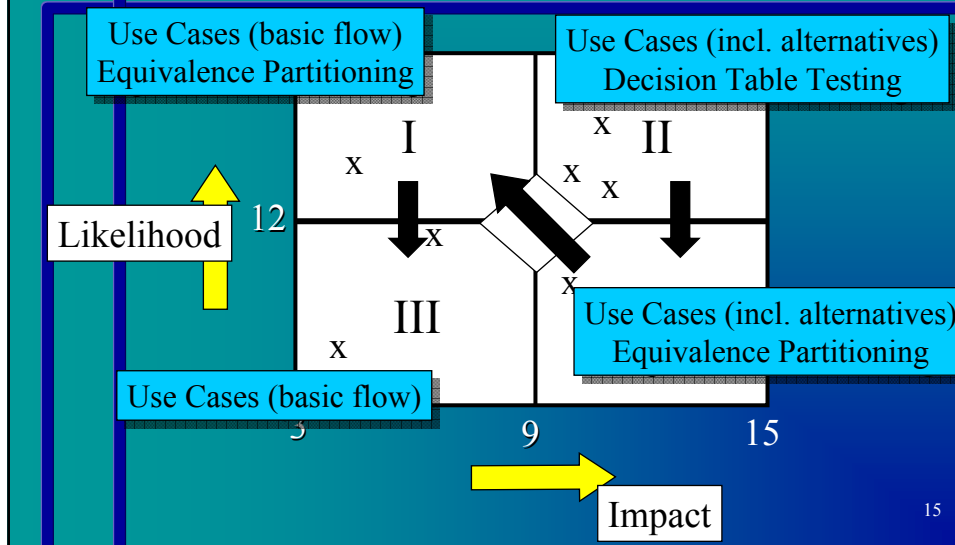 Use Cases (basic flow)
Equivalence Partitioning
Use Cases (incl. alternatives)
Decision Table Testing
x
I
II
x
x
x
Likelihood
12
x
x
III
x
Use Cases (incl. alternatives)
Equivalence Partitioning
Use Cases (basic flow)
9
15
Impact
15